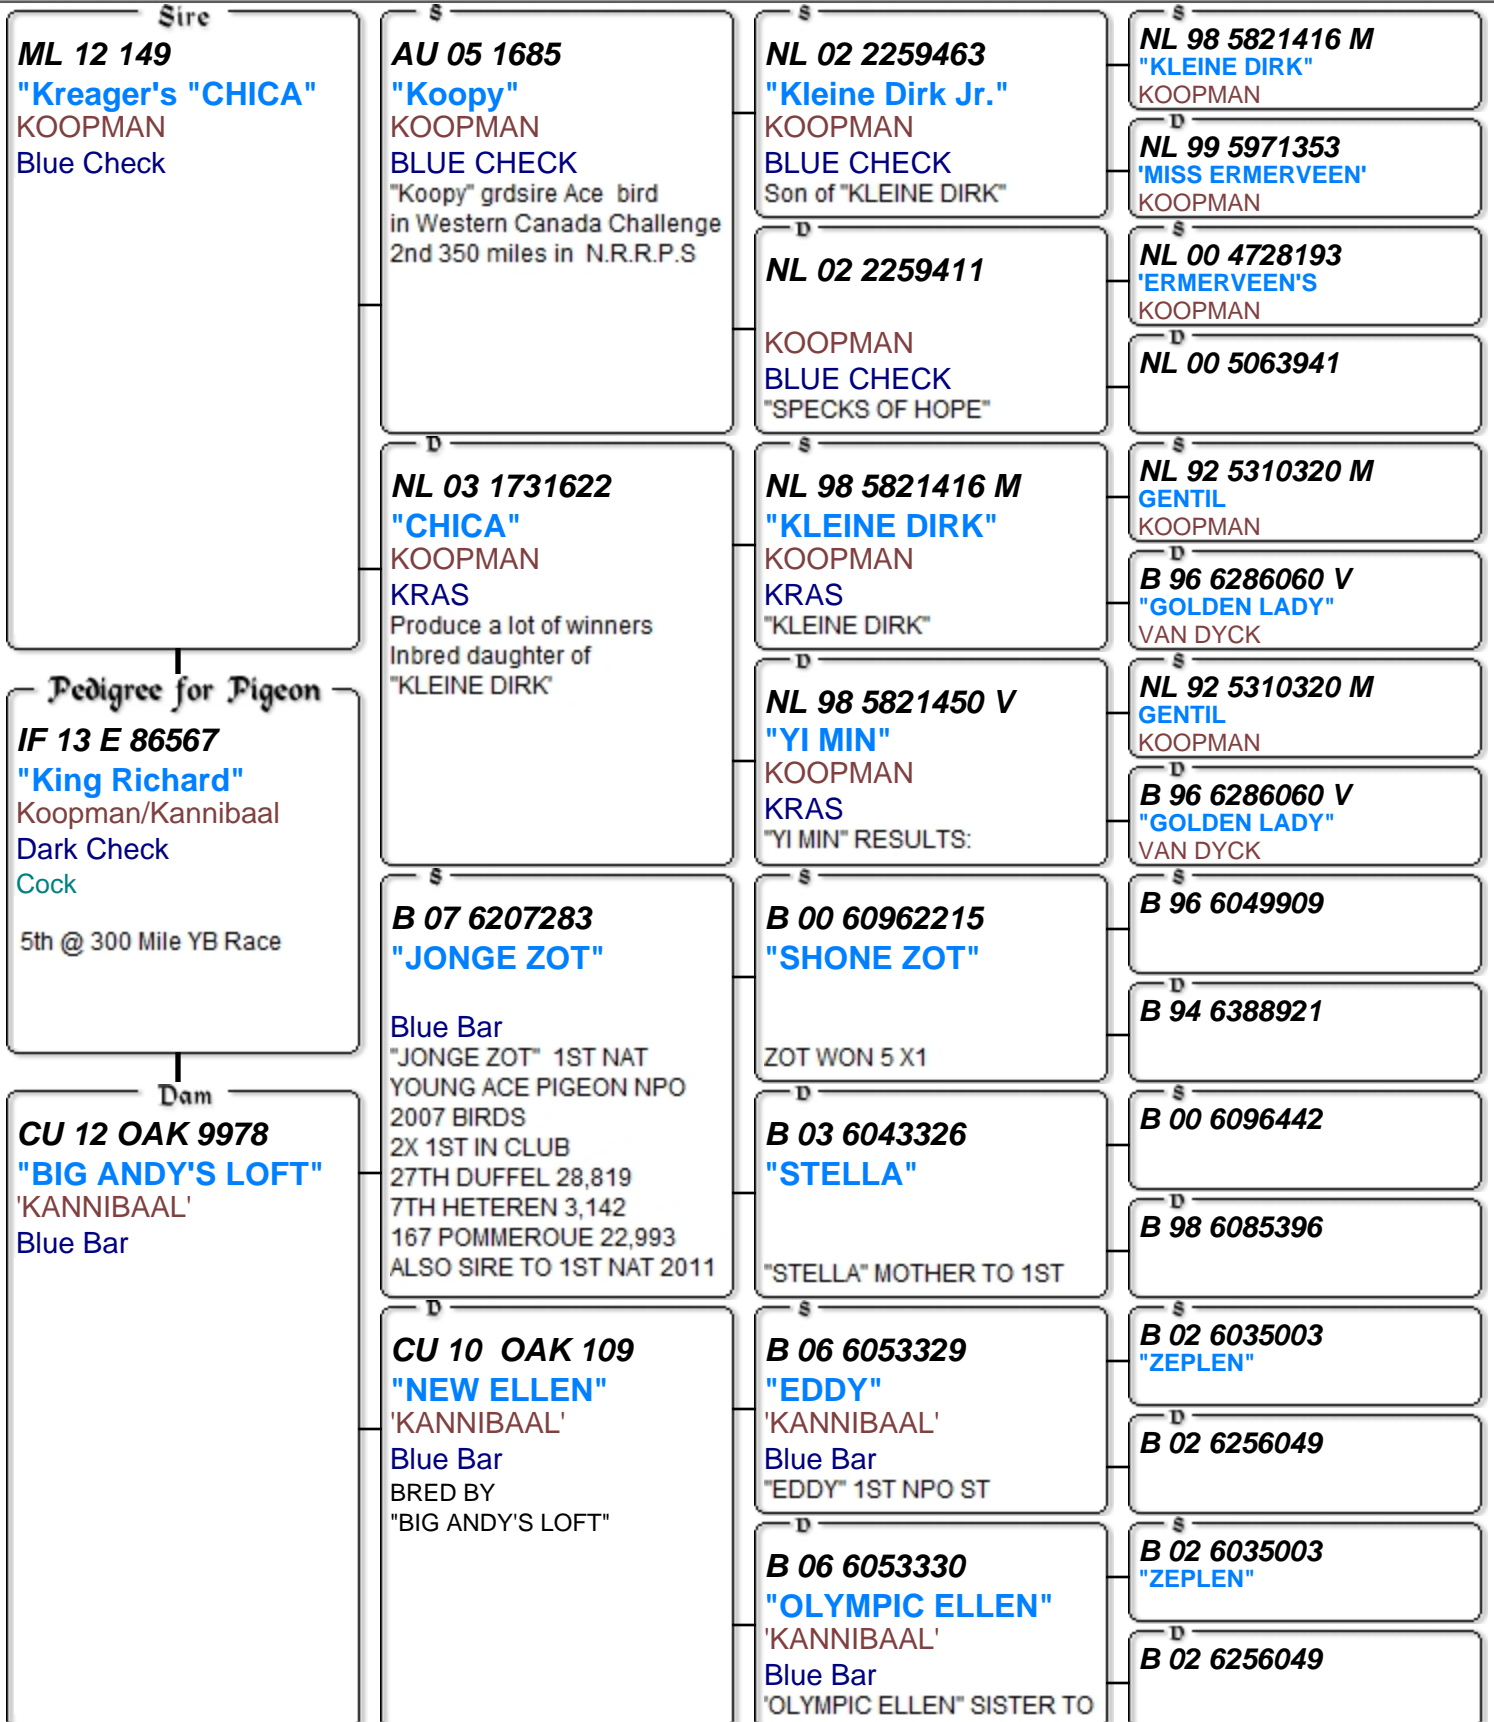 Sire
ML 12 149
"Kreager's "CHICA"
KOOPMAN
Blue Check
Pedigree for Pigeon
IF 13 E 86567
"King Richard"
Koopman/Kannibaal
Dark Check
Cock
5th @ 300 Mile YB Race
Dam
CU 12 OAK 9978
"BIG ANDY'S LOFT"
'KANNIBAAL'
Blue Bar
S
AU 05 1685
"Koopy"
KOOPMAN
BLUE CHECK
"Koopy" grdsire Ace bird
in Western Canada Challenge
2nd 350 miles in N.R.R.P.S
D
NL 03 1731622
"CHICA"
KOOPMAN
KRAS
Produce a lot of winners
Inbred daughter of
"KLEINE DIRK'
S
B 07 6207283
"JONGE ZOT"
Blue Bar
"JONGE ZOT" 1ST NAT
YOUNG ACE PIGEON NPO
2007 BIRDS
2X 1ST IN CLUB
27TH DUFFEL 28,819
7TH HETEREN 3,142
167 POMMEROUE 22,993
ALSO SIRE TO 1ST NAT 2011
D
CU 10 OAK 109
"NEW ELLEN"
'KANNIBAAL'
Blue Bar
BRED BY
"BIG ANDY'S LOFT"
S
NL 02 2259463
"Kleine Dirk Jr."
KOOPMAN
BLUE CHECK
Son of "KLEINE DIRK"
D
NL 02 2259411
KOOPMAN
BLUE CHECK
"SPECKS OF HOPE"
S
NL 98 5821416 M
"KLEINE DIRK"
KOOPMAN
KRAS
"KLEINE DIRK"
D
NL 98 5821450 V
"YI MIN"
KOOPMAN
KRAS
"YI MIN" RESULTS:
S
B 00 60962215
"SHONE ZOT"
ZOT WON 5 X1
D
B 03 6043326
"STELLA"
"STELLA" MOTHER TO 1ST
S
B 06 6053329
"EDDY"
'KANNIBAAL'
Blue Bar
"EDDY" 1ST NPO ST
D
B 06 6053330
"OLYMPIC ELLEN"
'KANNIBAAL'
Blue Bar
"OLYMPIC ELLEN" SISTER TO
S
NL 98 5821416 M
"KLEINE DIRK"
KOOPMAN
D
NL 99 5971353
'MISS ERMERVEEN'
KOOPMAN
S
NL 00 4728193
'ERMERVEEN'S
KOOPMAN
D
NL 00 5063941
S
NL 92 5310320 M
GENTIL
KOOPMAN
D
B 96 6286060 V
"GOLDEN LADY"
VAN DYCK
S
NL 92 5310320 M
GENTIL
KOOPMAN
D
B 96 6286060 V
"GOLDEN LADY"
VAN DYCK
S
B 96 6049909
D
B 94 6388921
S
B 00 6096442
D
B 98 6085396
S
B 02 6035003
"ZEPLEN"
D
B 02 6256049
S
B 02 6035003
"ZEPLEN"
D
B 02 6256049